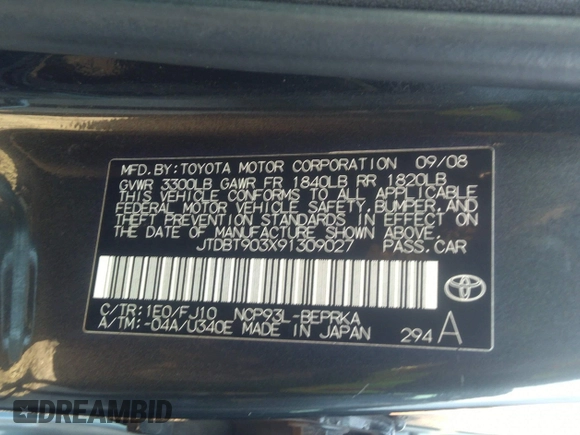 MFD.BY:TOYOTA MOTOR CORPORATION 09/08
GVWR 3300LB GAWR FR 1840LB RR 1820LB
THIS VEHICLE CONFORMS TO ALL APPLICABLE
FEDERAL MOTOR VEHICLE SAFETY, BUMPER, AND
THEFT PREVENTION STANDARDS IN EFFECT ON
THE DATE OF MANUFACTURE SHOWN ABOVE.
JTDBT903X91309027 PASS.CAR
C/TR:1E0/FJ10 NCP93L-BEPRKA
A/TM:-04A/U340E MADE IN JAPAN 294 A
DREAMBID